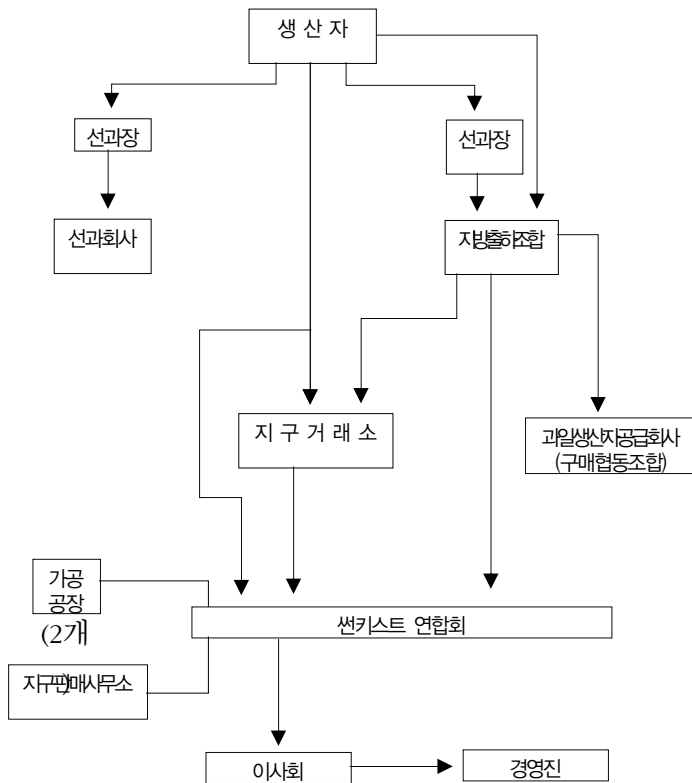 생 산 자
선과장
선과장
선과회사
지방출하조합
지 구 거 래 소
과일생산자공급회사
(구매협동조합)
가공
공장
(2개
썬키스트 연합회
지구판매사무소
이사회
경영진